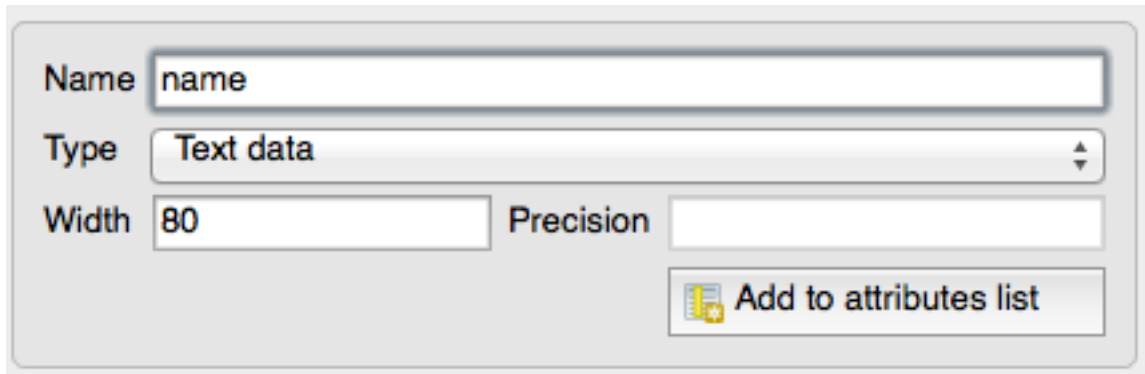 Name name
Type Text data
Width 80 Precision
Add to attributes list